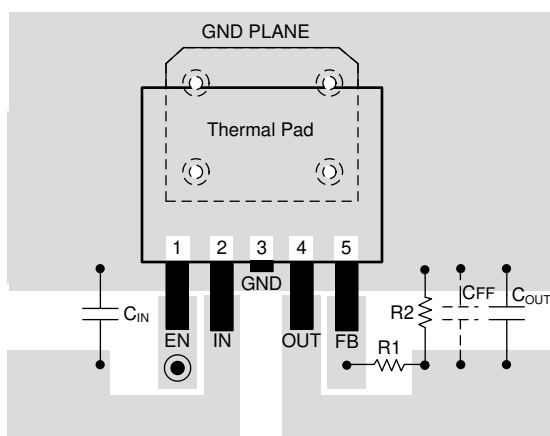 GND PLANE
Thermal Pad
1 2 3 4 5
GND
CIN
EN IN OUT FB
R2
CFF
COUT
R1